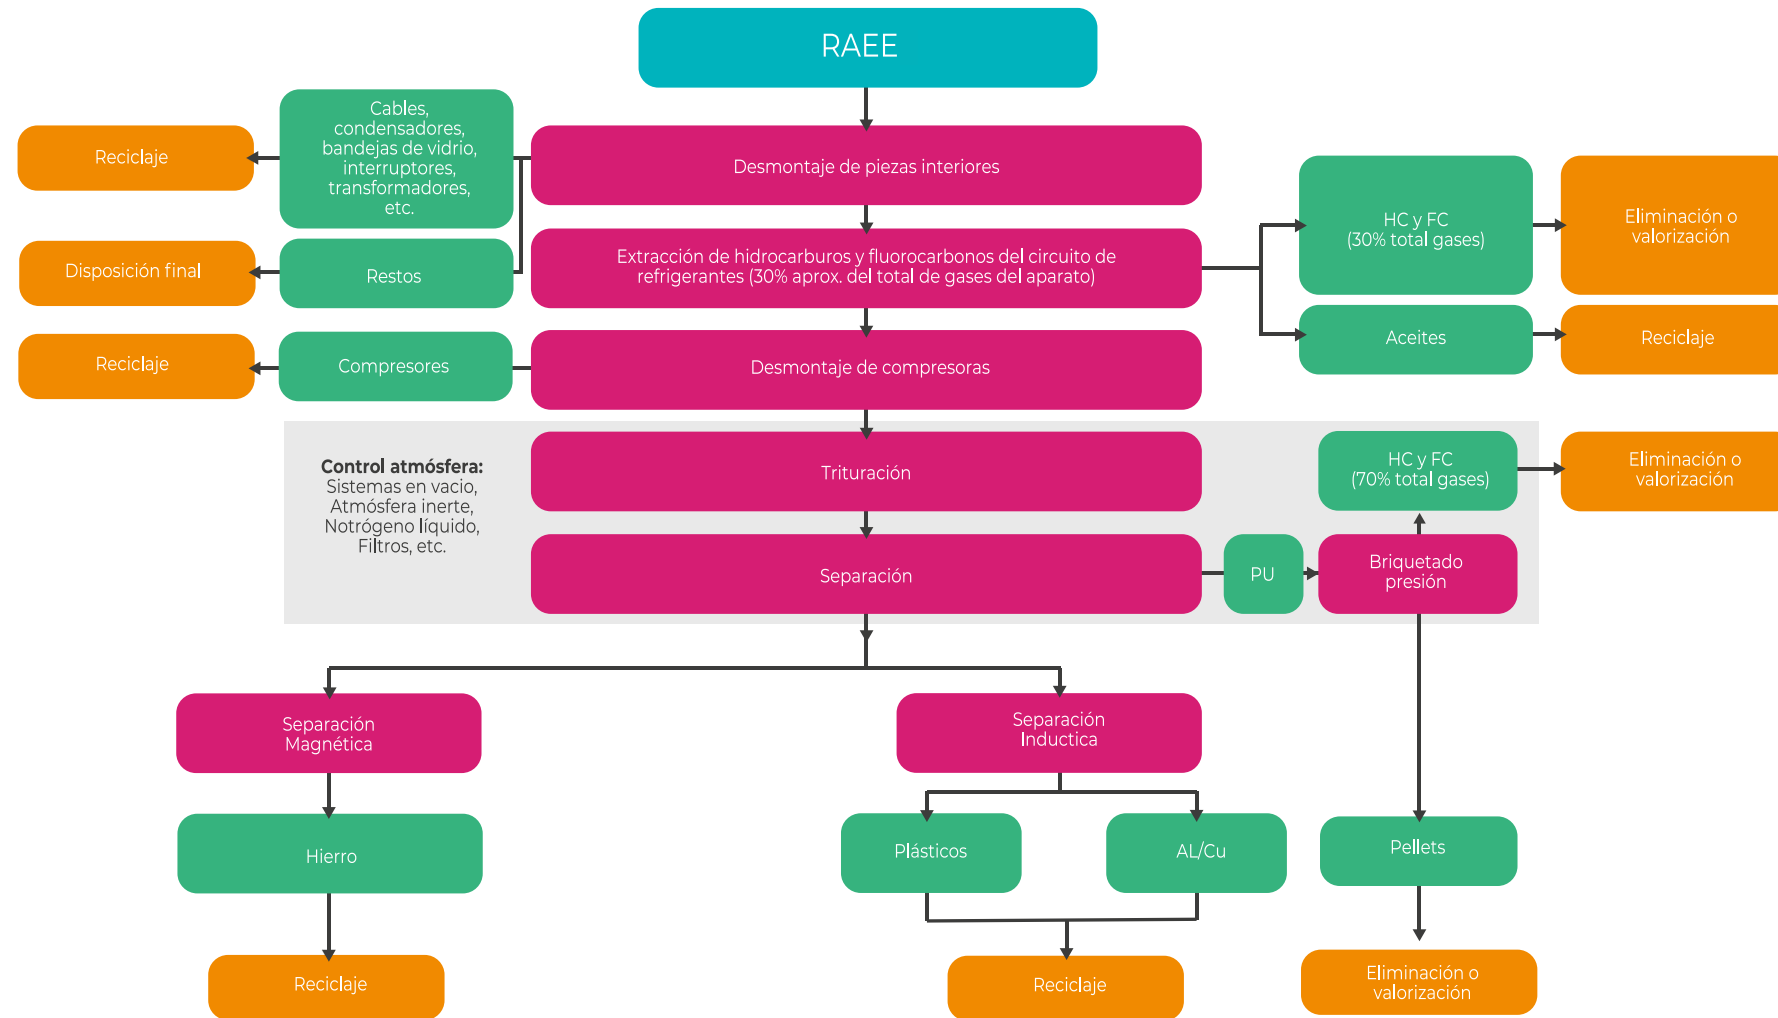 RAEE
Cables,
condensadores,
bandejas de vidrio,
interruptores,
transformadores,
etc.
Reciclaje
Desmontaje de piezas interiores
HC y FC
(30% total gases)
Eliminación o
valorización
Disposición final
Restos
Extracción de hidrocarburos y fluorocarbonos del circuito de
refrigerantes (30% aprox. del total de gases del aparato)
Aceites
Reciclaje
Reciclaje
Compresores
Desmontaje de compresoras
Control atmósfera:
Sistemas en vacio,
Atmósfera inerte,
Notrógeno líquido,
Filtros, etc.
Trituración
HC y FC
(70% total gases)
Eliminación o
valorización
Separación
PU
Briquetado
presión
Separación
Magnética
Separación
Inductica
Hierro
Plásticos
AL/Cu
Pellets
Reciclaje
Reciclaje
Eliminación o
valorización